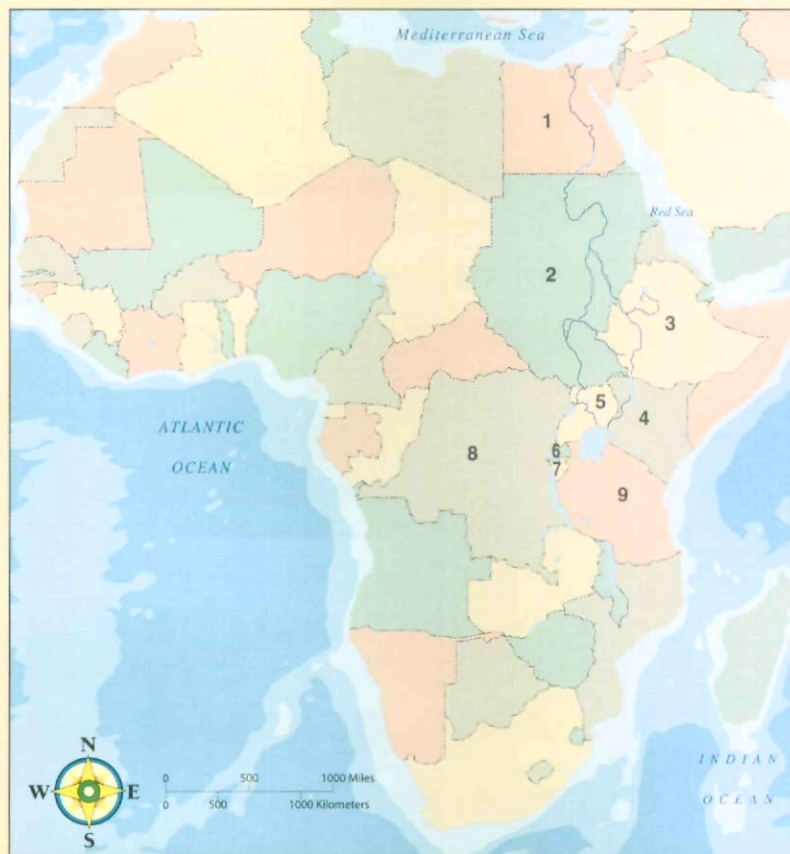 Mediterranean Sea
1
Red Sea
2
3
5
4
ATLANTIC
OCEAN
8
6
7
9
N
W
E
S
0 500 1000 Miles
0 500 1000 Kilometers
INDIAN
OCEAN